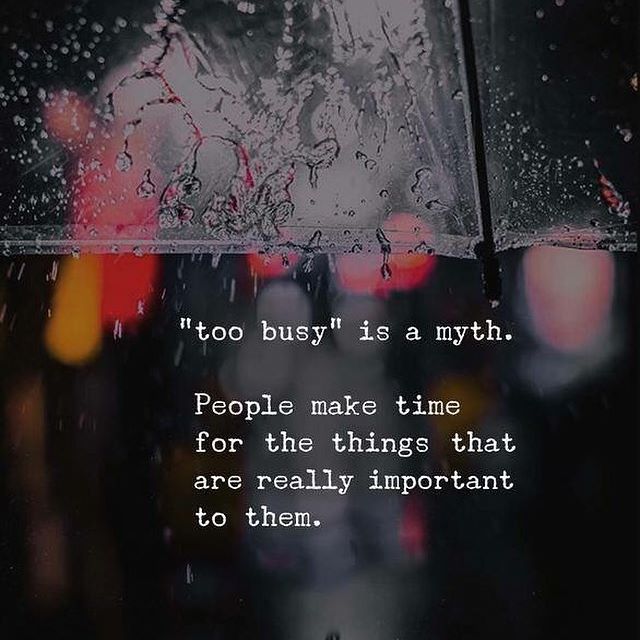 "too busy" is a myth.
People make time
for the things that
are really important
to them.